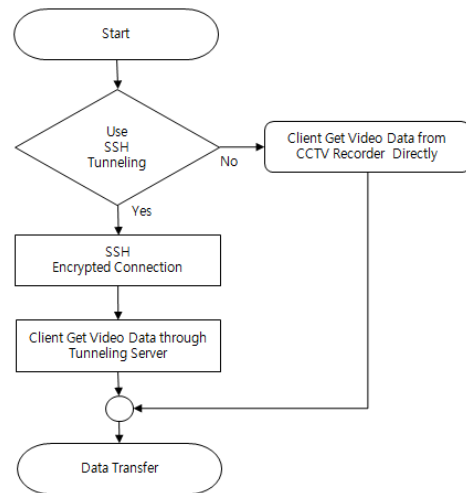 Start
Use
SSH
Tunneling
No
Client Get Video Data from
CCTV Recorder Directly
Yes
SSH
Encrypted Connection
Client Get Video Data through
Tunneling Server
Data Transfer